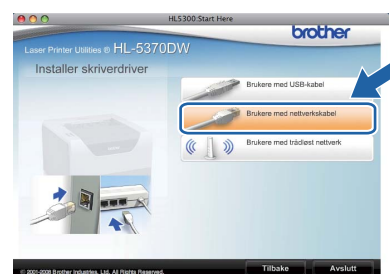 HL5300:Start Here
brother
Laser Printer Utilities ® HL-5370DW
Installer skriverdriver
Brukere med USB-kabel
Brukere med nettverkskabel
Brukere med trådløst nettverk
© 2001-2008 Brother Industries, Ltd. All Rights Reserved.
Tilbake
Avslutt